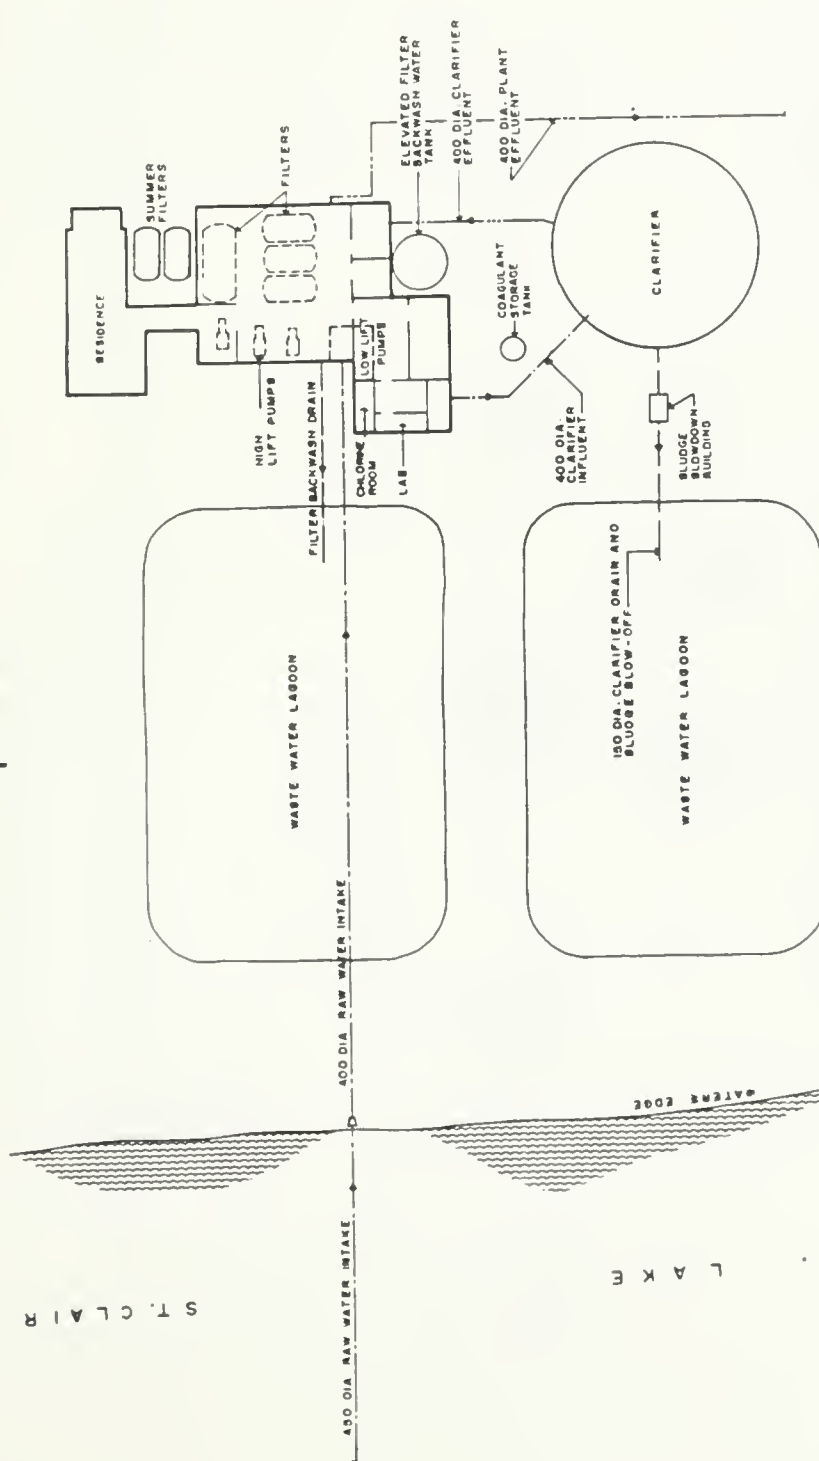 RESIDENCE
SUMMER
FILTERS
FILTERS
ELEVATED FILTER
BACKWASH WATER
TANK
400 DIA. CLARIFIER
EFFLUENT
400 DIA. PLANT
EFFLUENT
HIGH
LIFT PUMPS
LOW LIFT
PUMPS
COAGULANT
STORAGE
TANK
CLARIFIER
FILTER BACKWASH DRAIN
CHLORINE
ROOM
LAB
400 DIA.
CLARIFIER
INFLUENT
SLUDGE
BLOWDOWN
BUILDING
WASTE WATER LAGOON
150 DIA. CLARIFIER DRAIN AND
SLUDGE BLOW-OFF
WASTE WATER LAGOON
400 DIA RAW WATER INTAKE
WATERS EDGE
450 DIA RAW WATER INTAKE
LAKE
ST. CLAIR